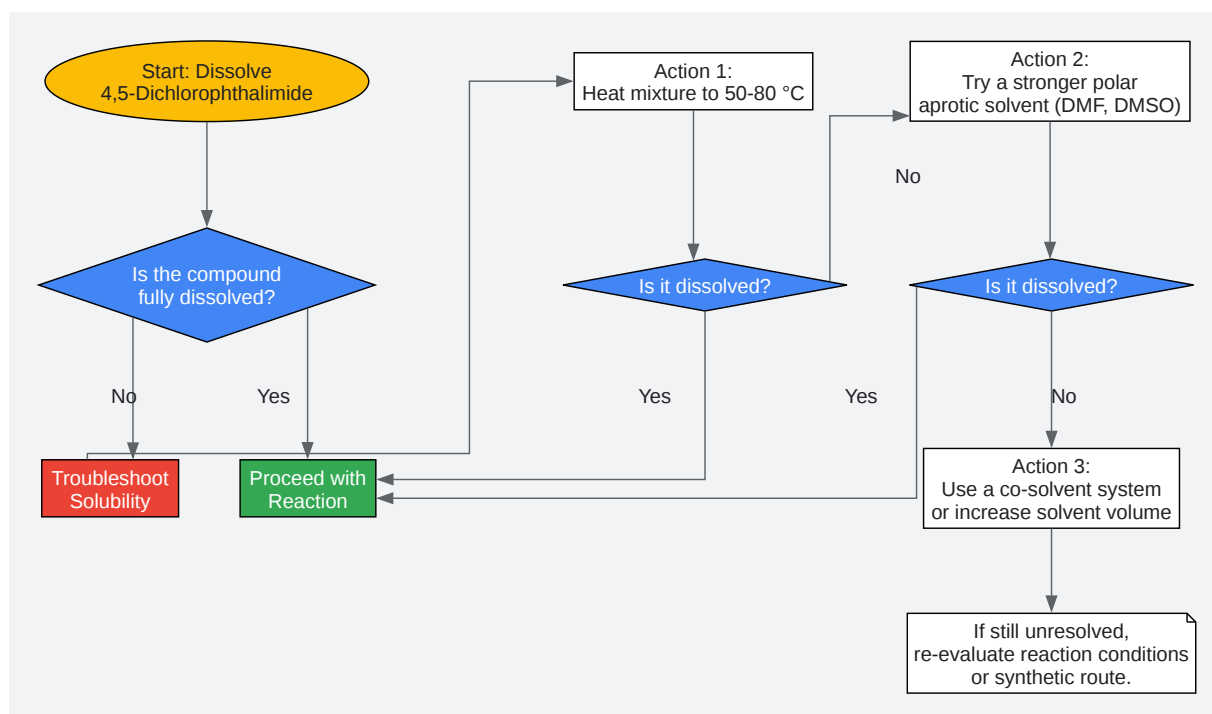 Start: Dissolve
4,5-Dichlorophthalimide
Is the compound
fully dissolved?
No
Yes
Troubleshoot
Solubility
Proceed with
Reaction
Action 1:
Heat mixture to 50-80 °C
Is it dissolved?
Yes
No
Action 2:
Try a stronger polar
aprotic solvent (DMF, DMSO)
Is it dissolved?
Yes
No
Action 3:
Use a co-solvent system
or increase solvent volume
If still unresolved,
re-evaluate reaction conditions
or synthetic route.